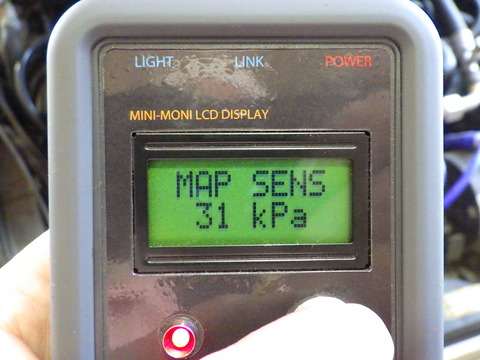 LIGHT LINK POWER
MINI-MONI LCD DISPLAY
MAP SENS
31 kPa